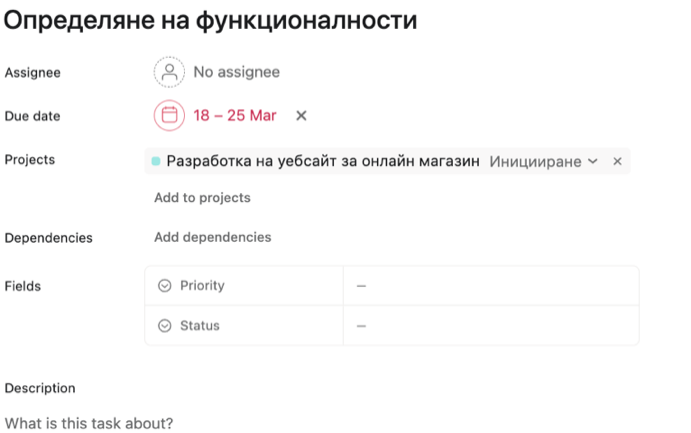 Определяне на функционалности
Assignee No assignee
Due date 18 – 25 Mar
Projects Разработка на уебсайт за онлайн магазин Иницииране
Add to projects
Dependencies Add dependencies
Fields Priority —
Status —
Description
What is this task about?